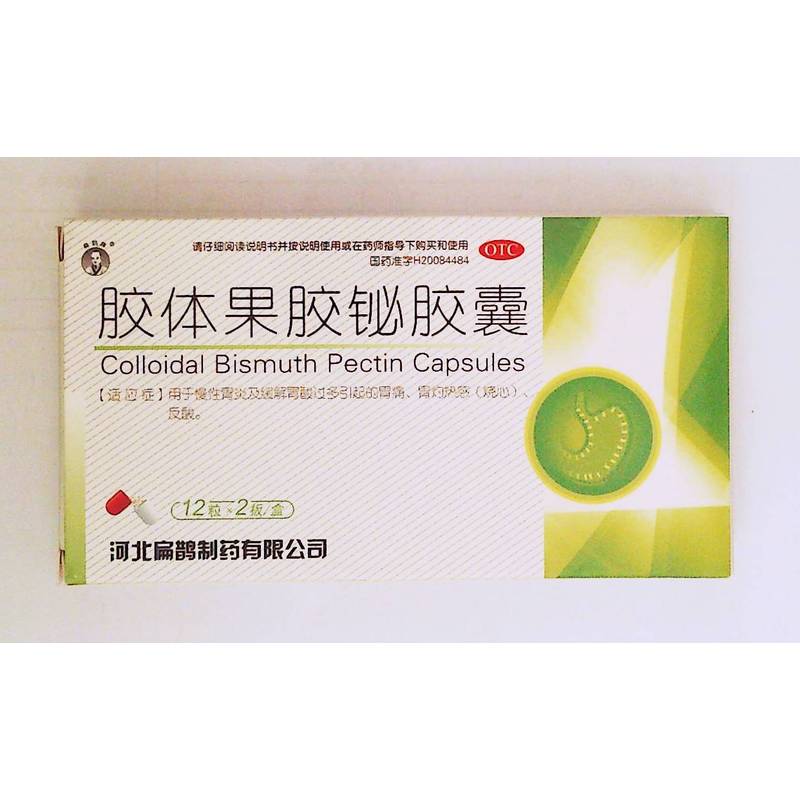 请仔细阅读说明书并按说明使用或在药师指导下购买和使用
OTC
国药准字H20084484
胶体果胶铋胶囊
Colloidal Bismuth Pectin Capsules
【适应症】用于慢性胃炎及缓解胃酸过多引起的胃痛、胃灼热感（烧心）、
反酸。
12粒×2板/盒
河北扁鹊制药有限公司